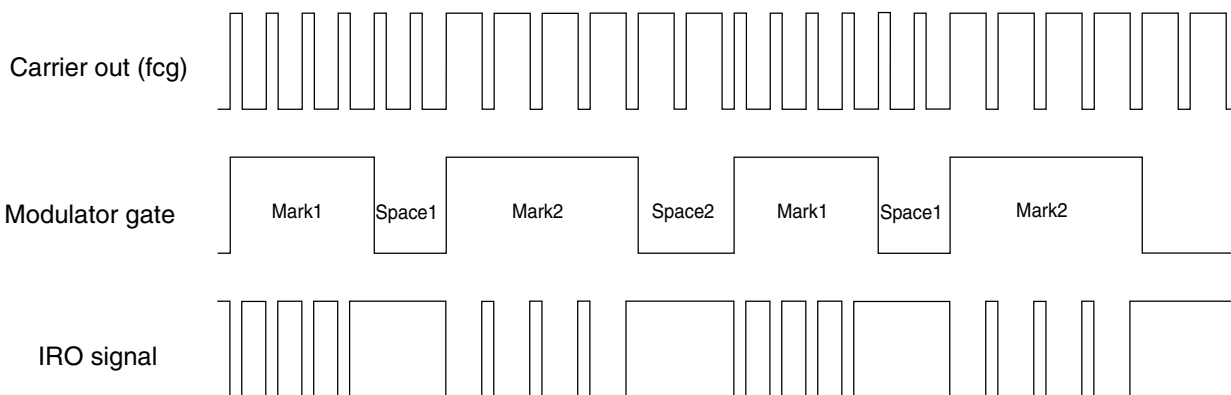 Carrier out (fcg)
Modulator gate
Mark1 Space1 Mark2 Space2 Mark1 Space1 Mark2
IRO signal